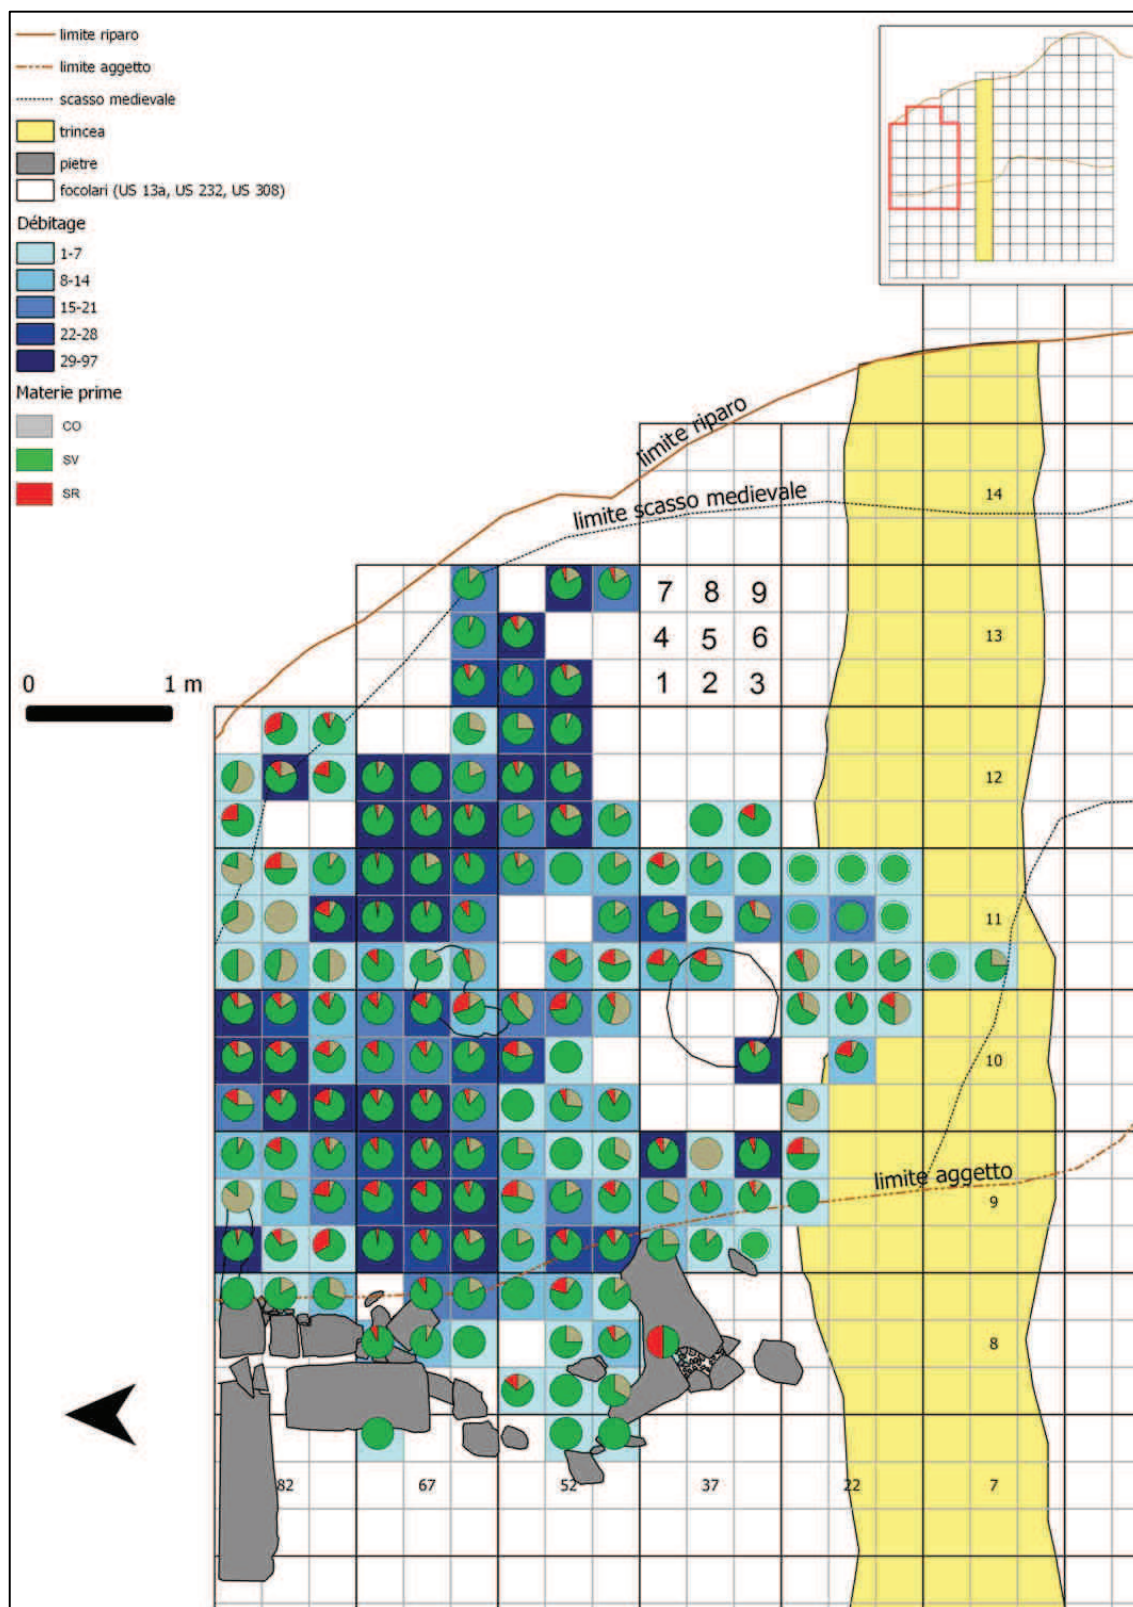 limite riparo
limite aggetto
scasso medievale
trincea
pietre
focolari (US 13a, US 232, US 308)
Débitage
1-7
8-14
15-21
22-28
29-97
Materie prime
CO
SV
SR
limite riparo
limite scasso medievale
14
7 8 9
4 5 6
13
1 2 3
0 1 m
12
11
10
limite aggetto
9
8
82 67 52 37 22 7